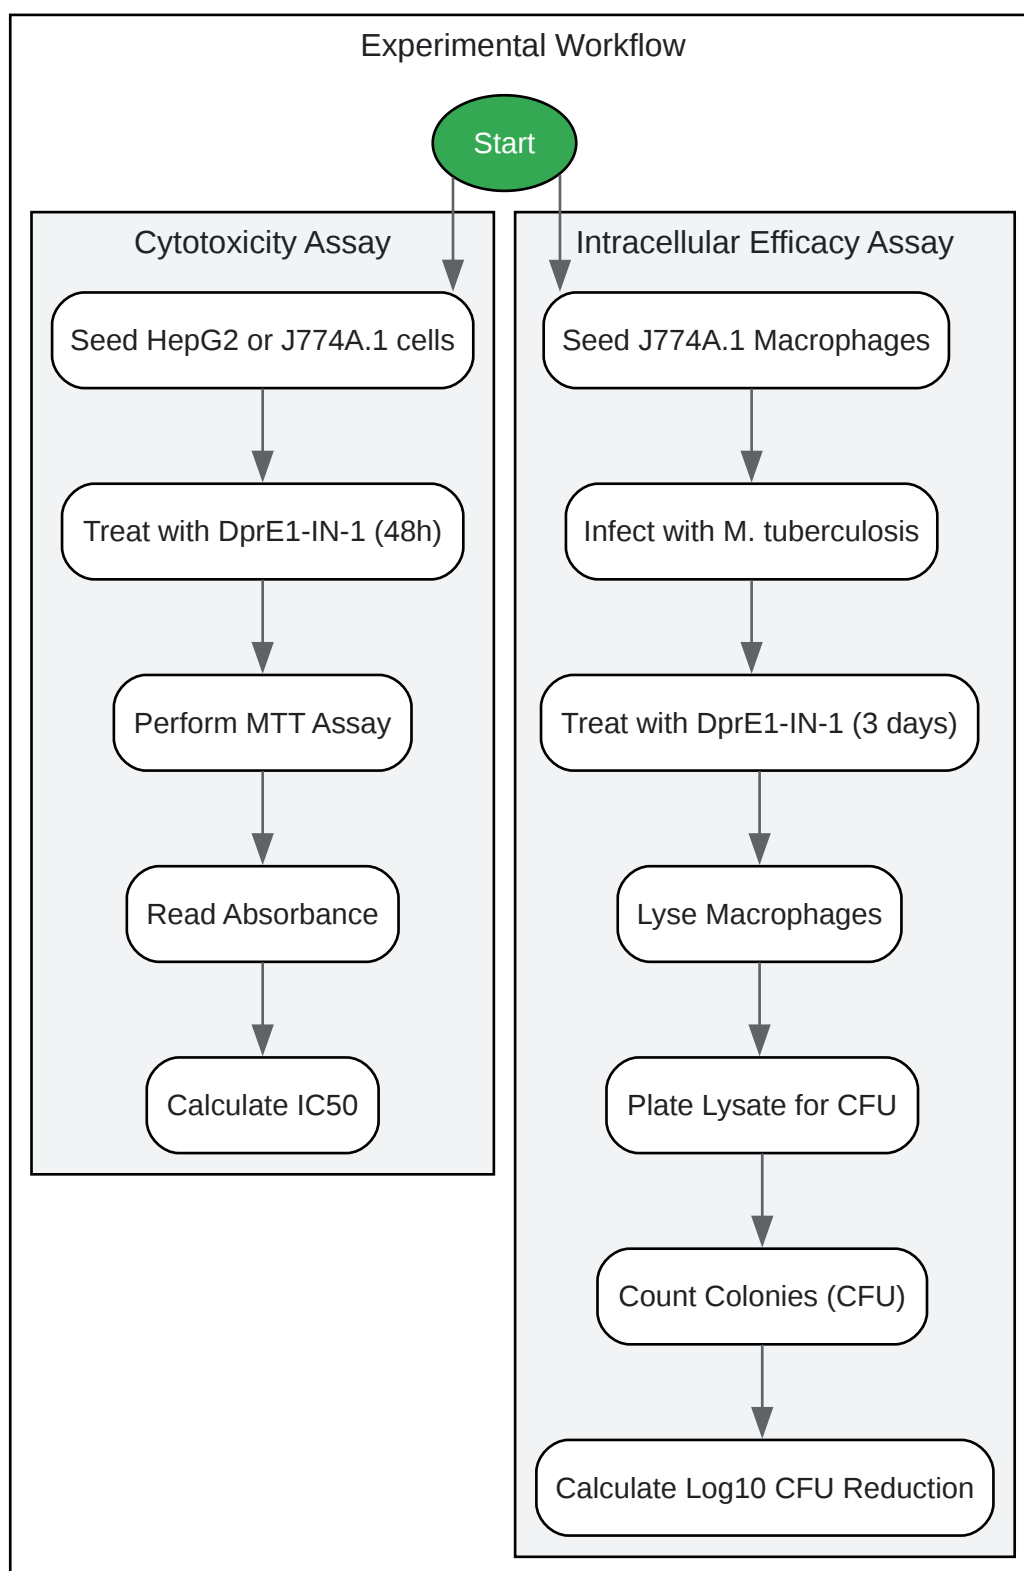 Experimental Workflow
Start
Cytotoxicity Assay
Seed HepG2 or J774A.1 cells
Treat with DprE1-IN-1 (48h)
Perform MTT Assay
Read Absorbance
Calculate IC50
Intracellular Efficacy Assay
Seed J774A.1 Macrophages
Infect with M. tuberculosis
Treat with DprE1-IN-1 (3 days)
Lyse Macrophages
Plate Lysate for CFU
Count Colonies (CFU)
Calculate Log10 CFU Reduction